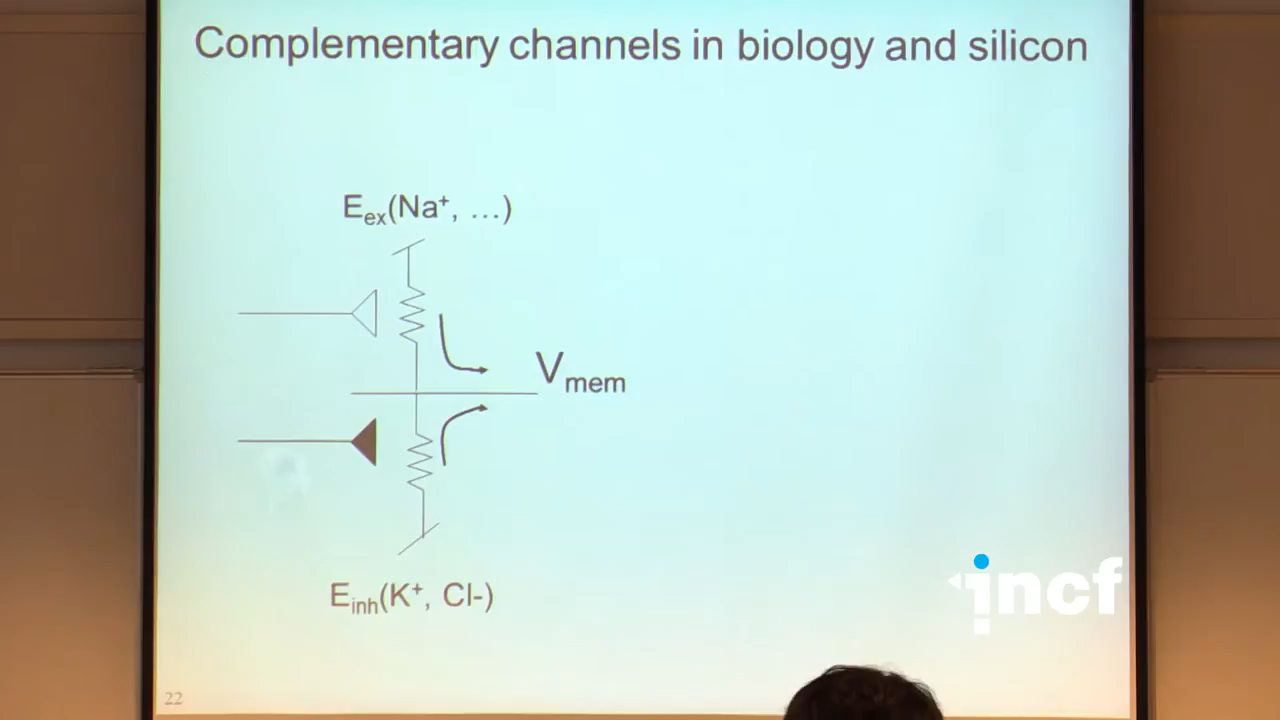 Complementary channels in biology and silicon
Eex(Na+, …)
Vmem
Einh(K+, Cl-)
incf
22